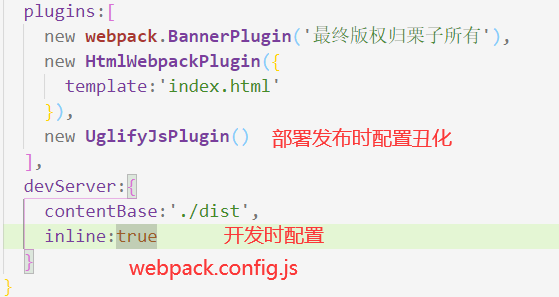 plugins:[
new webpack.BannerPlugin('最终版权归栗子所有'),
new HtmlWebpackPlugin({
template:'index.html'
}),
new UglifyJsPlugin() 部署发布时配置丑化
],
devServer:{
contentBase:'./dist',
inline:true 开发时配置
} webpack.config.js
}